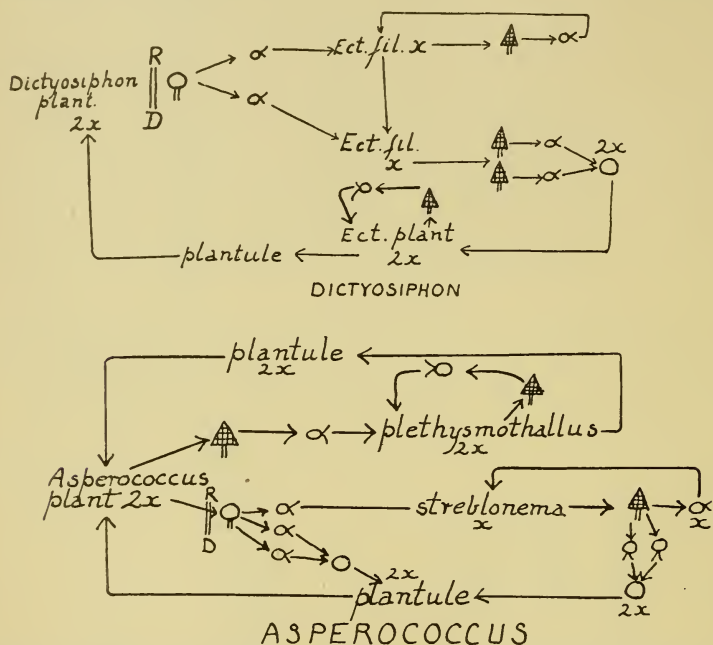 R
D
Dictyosiphon
plant.
2x
α
α
Ect. fil. x
α
Ect. fil.
x
α
α
2x
Ect. plant
2x
plantule
DICTYOSIPHON
plantule
2x
α
plethysmothallus
2x
Asperococcus
plant 2x
R
D
α
α
α
streblonema
x
α
x
2x
plantule
2x
ASPEROCOCCUS